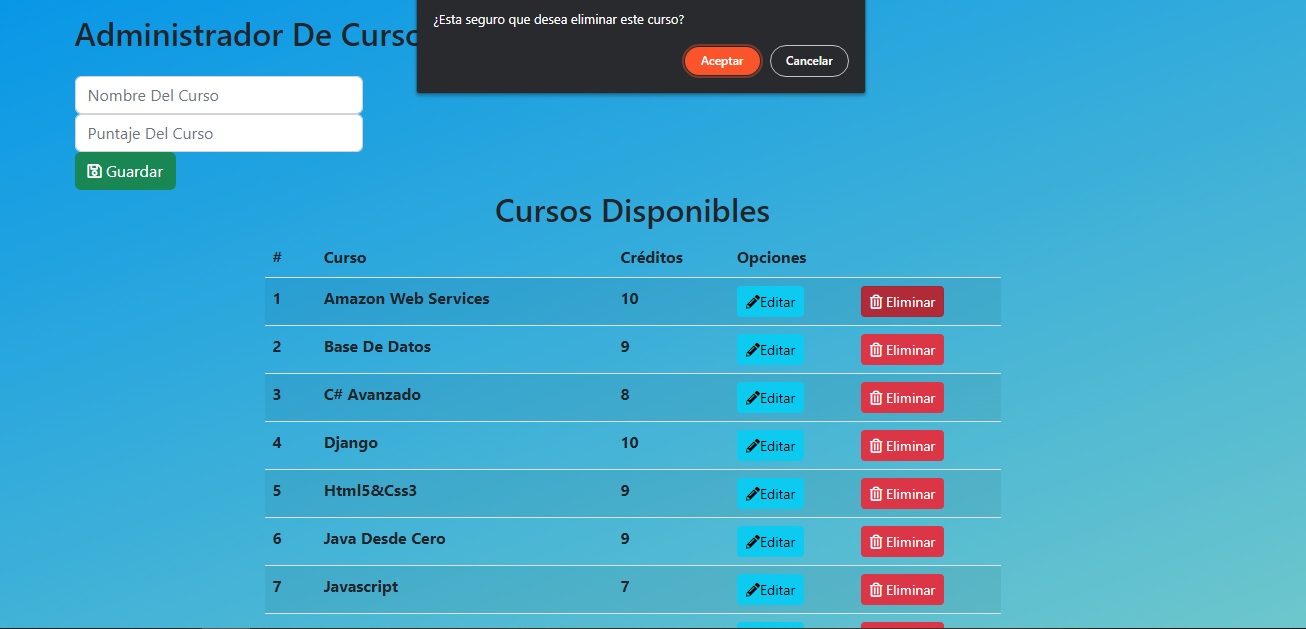 ¿Esta seguro que desea eliminar este curso?
Aceptar Cancelar
Administrador De Curso
Nombre Del Curso
Puntaje Del Curso
Guardar
Cursos Disponibles
# Curso Créditos Opciones
1 Amazon Web Services 10 Editar Eliminar
2 Base De Datos 9 Editar Eliminar
3 C# Avanzado 8 Editar Eliminar
4 Django 10 Editar Eliminar
5 Html5&Css3 9 Editar Eliminar
6 Java Desde Cero 9 Editar Eliminar
7 Javascript 7 Editar Eliminar